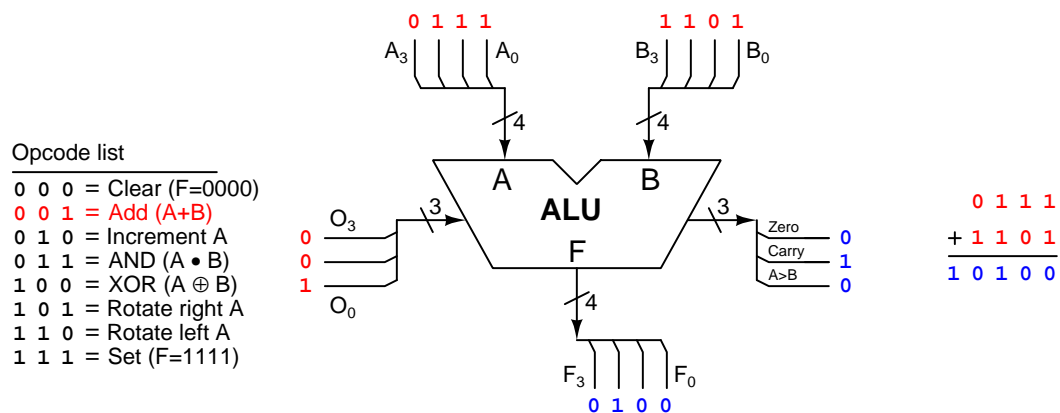 0 1 1 1
1 1 0 1
A3 A0
B3 B0
4
4
Opcode list
0 0 0 = Clear (F=0000)
0 0 1 = Add (A+B)
0 1 0 = Increment A
0 1 1 = AND (A • B)
1 0 0 = XOR (A ⊕ B)
1 0 1 = Rotate right A
1 1 0 = Rotate left A
1 1 1 = Set (F=1111)
A B
ALU
F
3
O3
0
0
1
O0
3
Zero 0
Carry 1
A>B 0
0 1 1 1
+ 1 1 0 1
1 0 1 0 0
4
F3 F0
0 1 0 0